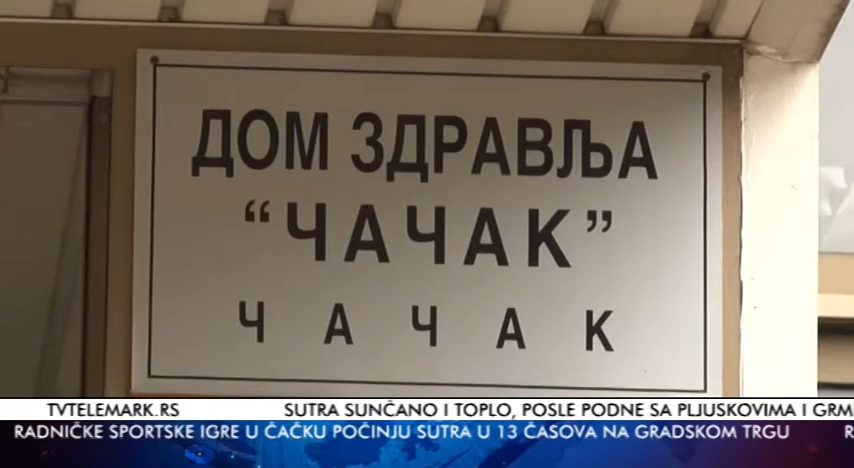 ДОМ ЗДРАВЉА
“ЧАЧАК”
Ч А Ч А К
TVTELEMARK.RS SUTRA SUNČANO I TOPLO, POSLE PODNE SA PLJUSKOVIMA I GRM
RADNIČKE SPORTSKE IGRE U ČAČKU POČINJU SUTRA U 13 ČASOVA NA GRADSKOM TRGU